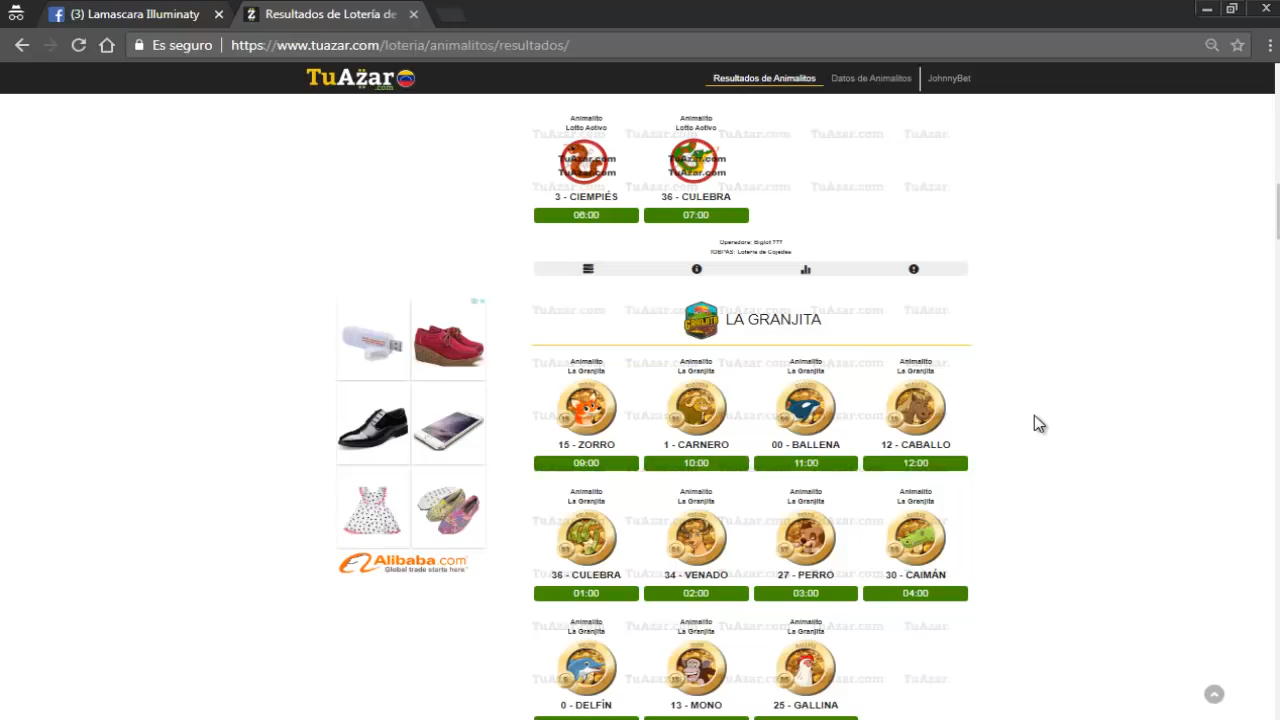 (3) Lamascara Illuminaty
Resultados de Lotería de
Es seguro
https://www.tuazar.com/loteria/animalitos/resultados/
TuAzar.com
Resultados de Animalitos
Datos de Animalitos
JohnnyBet
Animalito Animalito
Lotto Activo Lotto Activo
3 - CIEMPIÉS 36 - CULEBRA
06:00 07:00
LA GRANJITA
Animalito Animalito Animalito Animalito
La Granjita La Granjita La Granjita La Granjita
15 - ZORRO 1 - CARNERO 00 - BALLENA 12 - CABALLO
09:00 10:00 11:00 12:00
Animalito Animalito Animalito Animalito
La Granjita La Granjita La Granjita La Granjita
36 - CULEBRA 34 - VENADO 27 - PERRO 30 - CAIMÁN
01:00 02:00 03:00 04:00
Animalito Animalito Animalito
La Granjita La Granjita La Granjita
0 - DELFÍN 13 - MONO 25 - GALLINA
Alibaba.com
Global trade starts here.